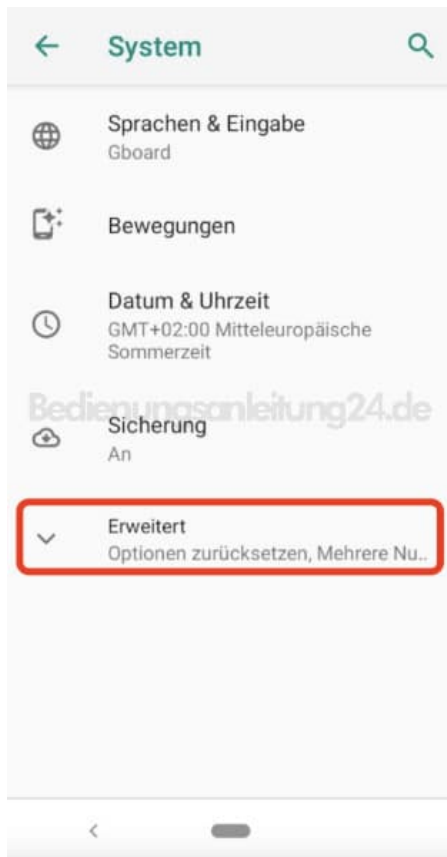 System
Sprachen & Eingabe
Gboard
Bewegungen
Datum & Uhrzeit
GMT+02:00 Mitteleuropäische
Sommerzeit
Bedienungsanleitung24.de
Sicherung
An
Erweitert
Optionen zurücksetzen, Mehrere Nu..